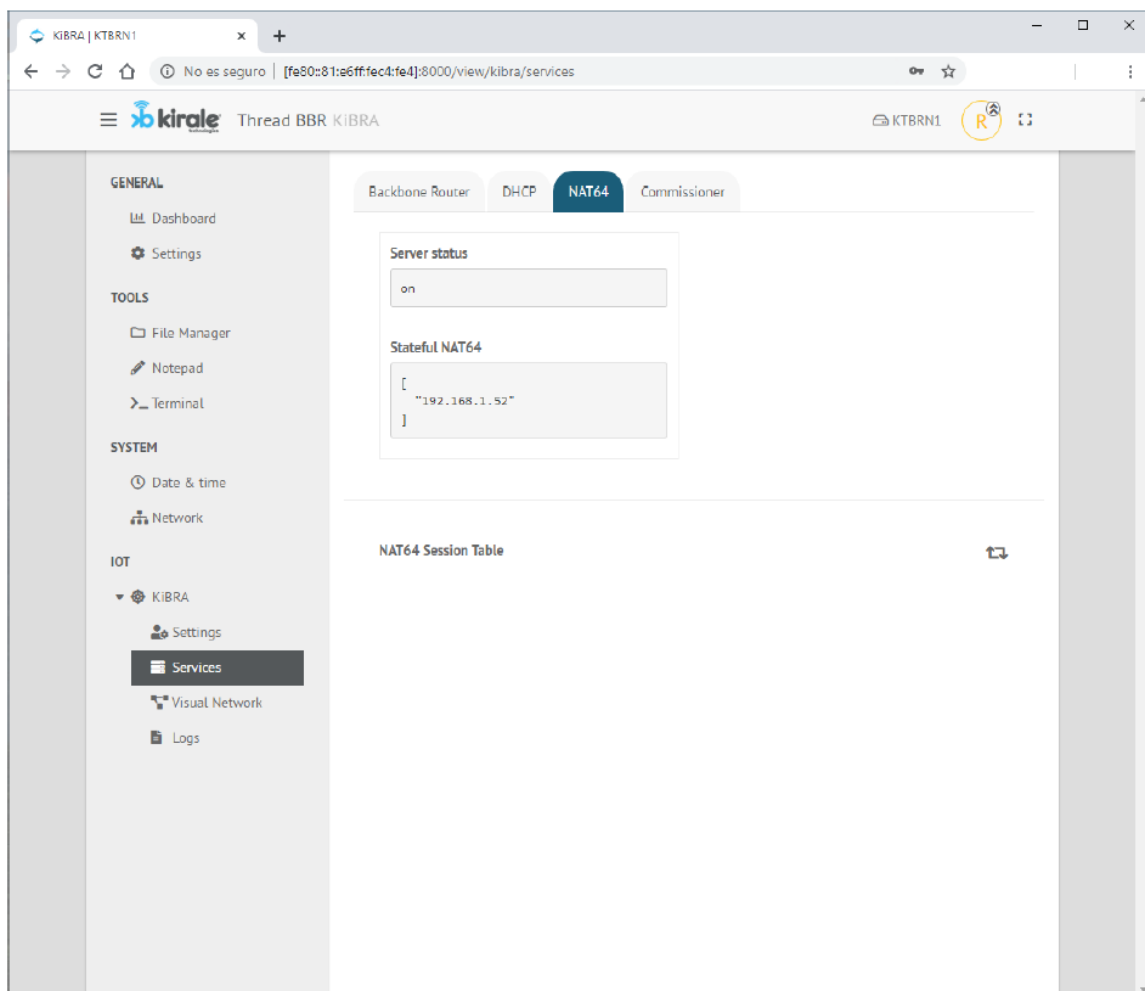 KiBRA | KTBRN1
No es seguro | [fe80::81:e6ff:fec4:fe4]:8000/view/kibra/services
kirale technologies Thread BBR KiBRA
KTBRN1 R
GENERAL
Dashboard
Settings
TOOLS
File Manager
Notepad
Terminal
SYSTEM
Date & time
Network
IOT
KiBRA
Settings
Services
Visual Network
Logs
Backbone Router DHCP NAT64 Commissioner
Server status
on
Stateful NAT64
[
"192.168.1.52"
]
NAT64 Session Table